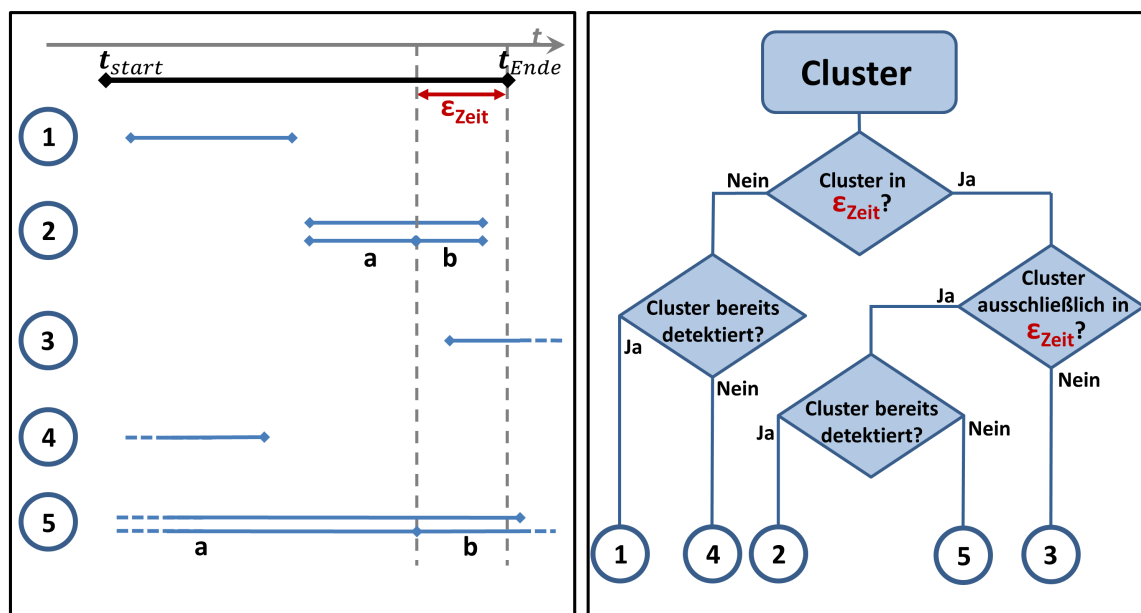 t
t_start
t_Ende
ε_Zeit
1
2
a
b
3
4
5
a
b
Cluster
Nein
Cluster in
ε_Zeit?
Ja
Cluster bereits
detektiert?
Ja
Nein
Ja
Cluster
ausschließlich in
ε_Zeit?
Nein
Cluster bereits
detektiert?
Ja
Nein
1
4
2
5
3